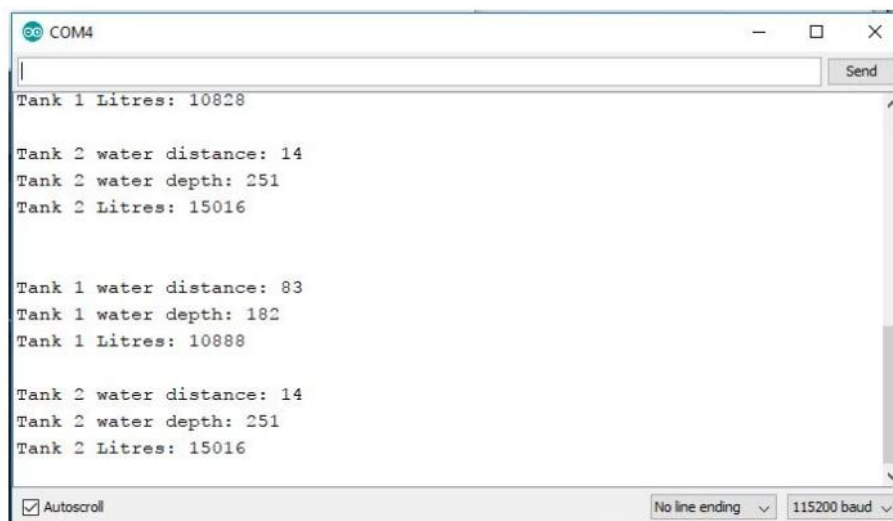 COM4
Send
Tank 1 Litres: 10828
Tank 2 water distance: 14
Tank 2 water depth: 251
Tank 2 Litres: 15016
Tank 1 water distance: 83
Tank 1 water depth: 182
Tank 1 Litres: 10888
Tank 2 water distance: 14
Tank 2 water depth: 251
Tank 2 Litres: 15016
Autoscroll
No line ending
115200 baud